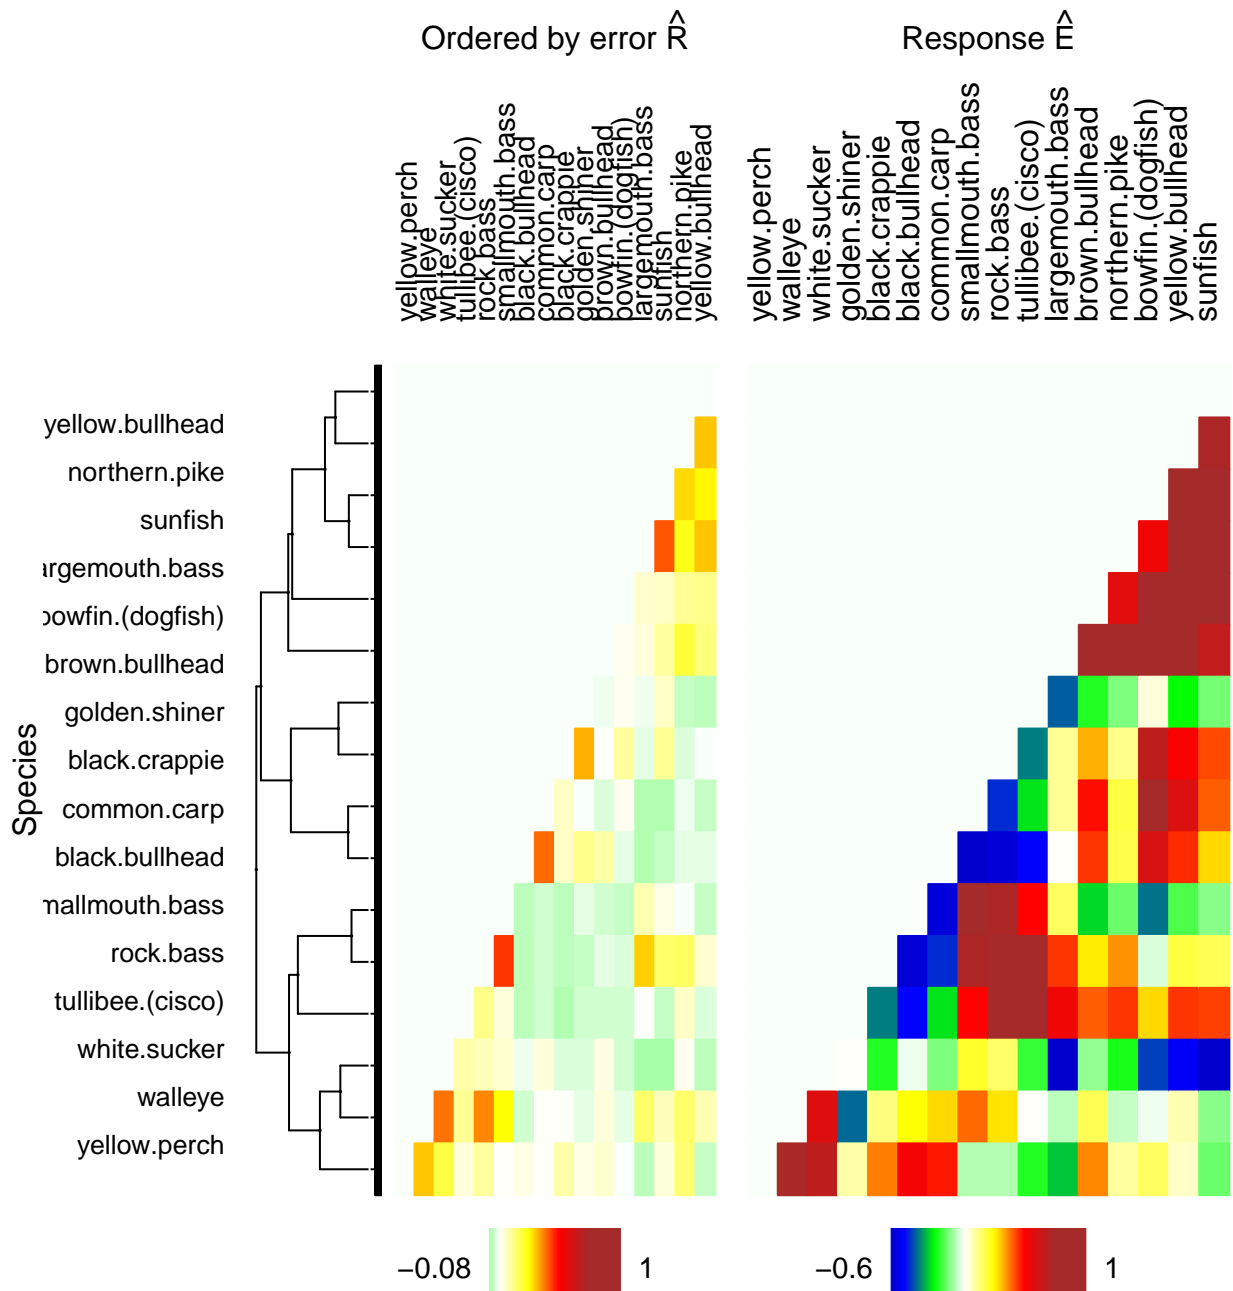 Ordered by error R̂
Response Ê
yellow.perch
walleye
white.sucker
tullibee.(cisco)
rock.bass
smallmouth.bass
black.bullhead
common.carp
black.crappie
golden.shiner
brown.bullhead
bowfin.(dogfish)
largemouth.bass
sunfish
northern.pike
yellow.bullhead
yellow.perch
walleye
white.sucker
golden.shiner
black.crappie
black.bullhead
common.carp
smallmouth.bass
rock.bass
tullibee.(cisco)
largemouth.bass
brown.bullhead
northern.pike
bowfin.(dogfish)
yellow.bullhead
sunfish
Species
yellow.bullhead
northern.pike
sunfish
argemouth.bass
bowfin.(dogfish)
brown.bullhead
golden.shiner
black.crappie
common.carp
black.bullhead
mallmouth.bass
rock.bass
tullibee.(cisco)
white.sucker
walleye
yellow.perch
−0.08 1
−0.6 1